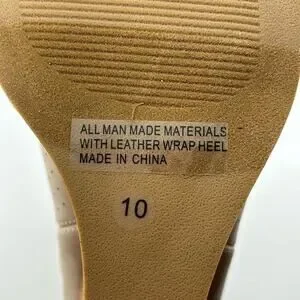 ALL MAN MADE MATERIALS
WITH LEATHER WRAP HEEL
MADE IN CHINA
10